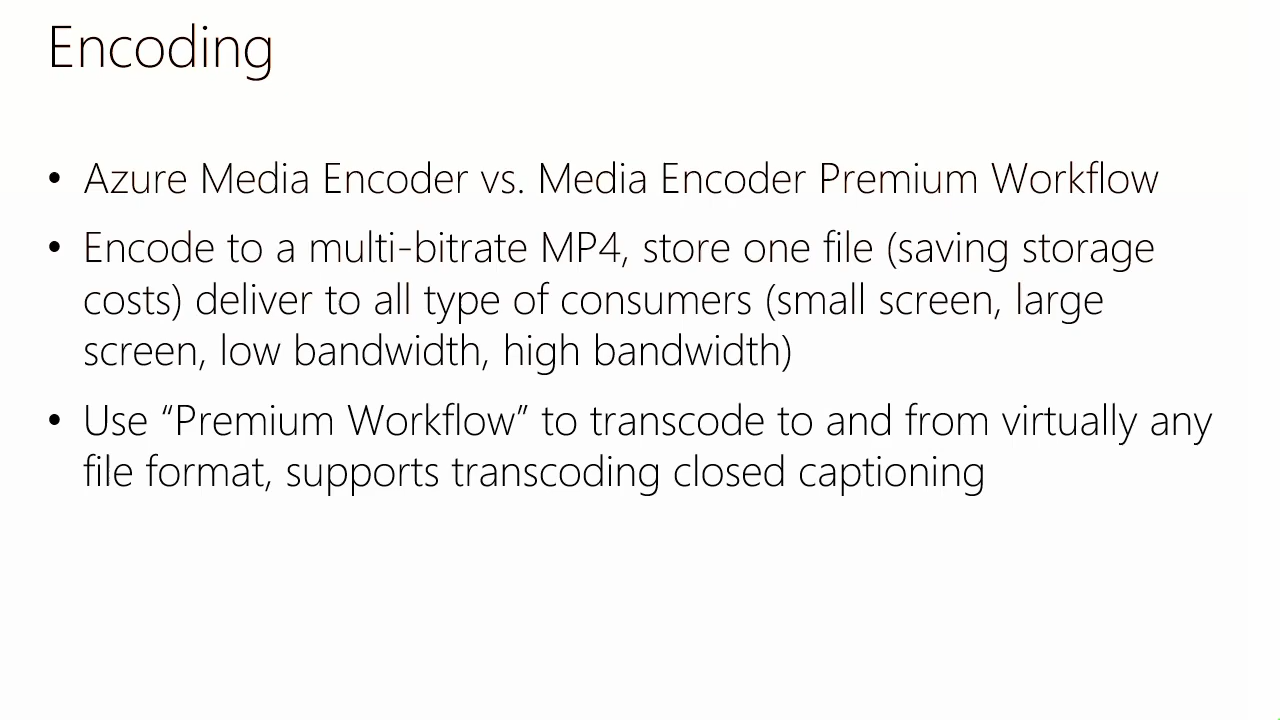 Encoding
• Azure Media Encoder vs. Media Encoder Premium Workflow
• Encode to a multi-bitrate MP4, store one file (saving storage
costs) deliver to all type of consumers (small screen, large
screen, low bandwidth, high bandwidth)
• Use “Premium Workflow” to transcode to and from virtually any
file format, supports transcoding closed captioning